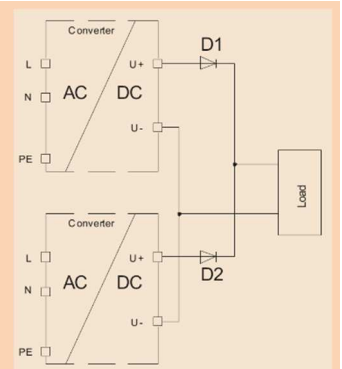 Converter
D1
L
U+
N
AC
DC
U-
PE
Load
Converter
L
U+
D2
N
AC
DC
U-
PE